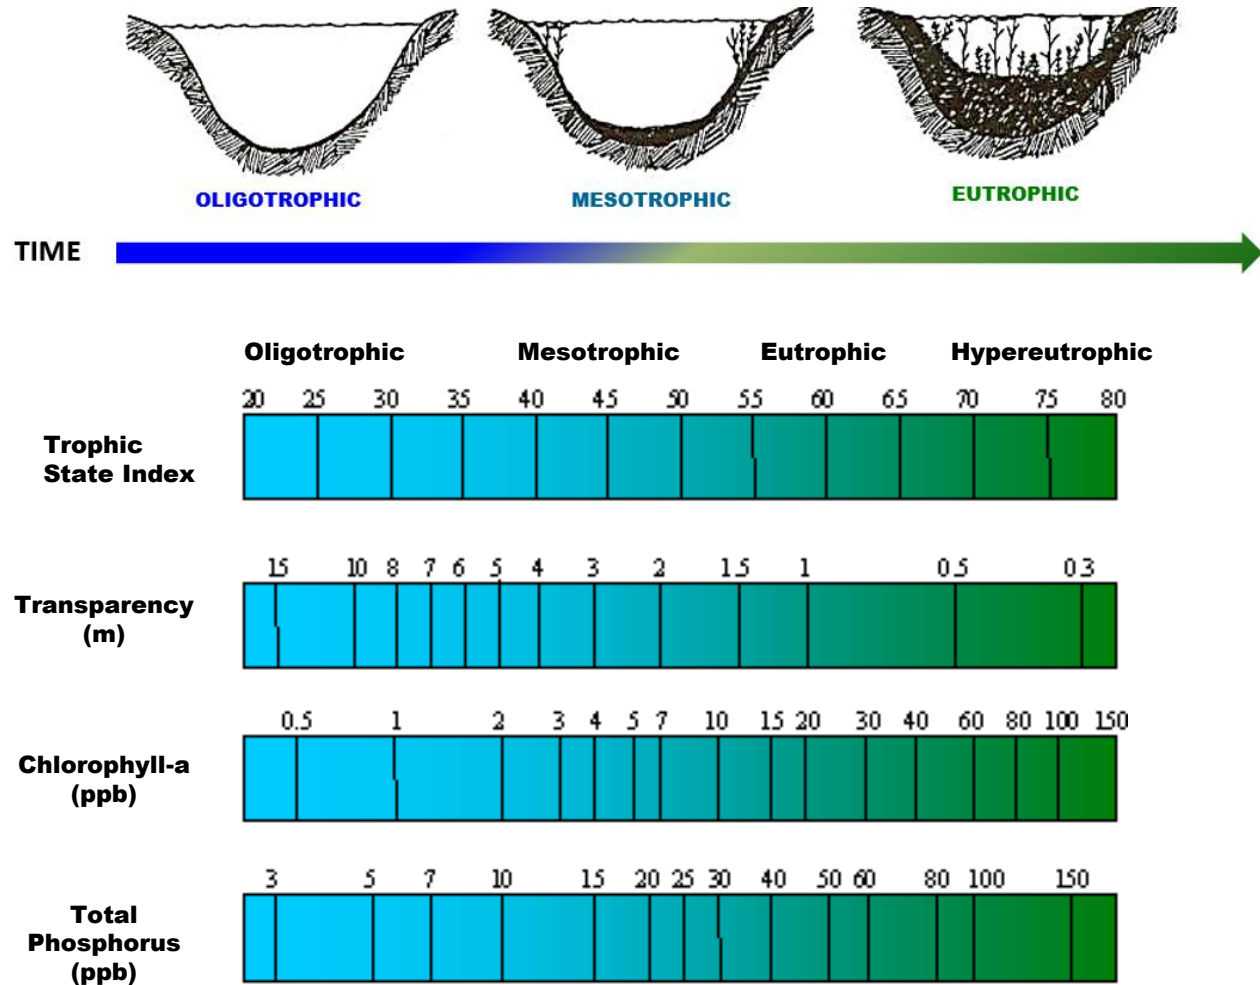 OLIGOTROPHIC MESOTROPHIC EUTROPHIC
TIME
Oligotrophic Mesotrophic Eutrophic Hypereutrophic
20 25 30 35 40 45 50 55 60 65 70 75 80
Trophic
State Index
15 10 8 7 6 5 4 3 2 1.5 1 0.5 0.3
Transparency
(m)
0.5 1 2 3 4 5 7 10 15 20 30 40 60 80 100 150
Chlorophyll-a
(ppb)
3 5 7 10 15 20 25 30 40 50 60 80 100 150
Total
Phosphorus
(ppb)